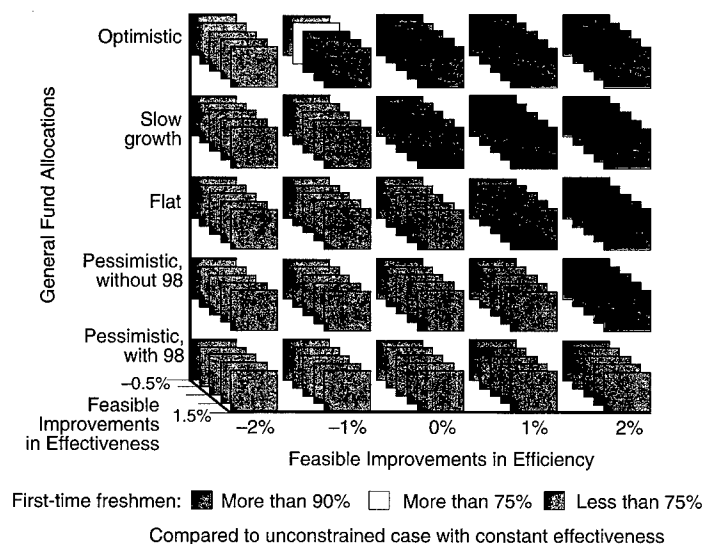 General Fund Allocations
Optimistic
Slow
growth
Flat
Pessimistic,
without 98
Pessimistic,
with 98
−0.5%
Feasible
Improvements
in Effectiveness
1.5%
−2% −1% 0% 1% 2%
Feasible Improvements in Efficiency
First-time freshmen: More than 90% More than 75% Less than 75%
Compared to unconstrained case with constant effectiveness